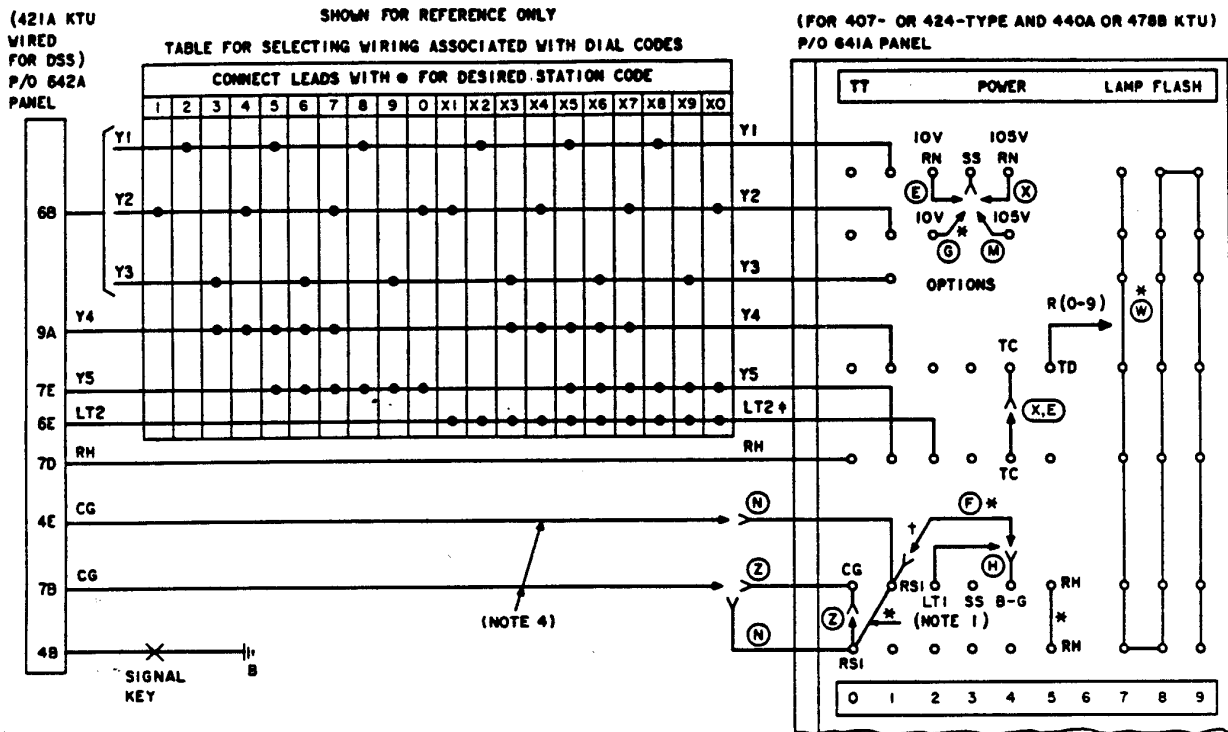 (421A KTU
WIRED
FOR DSS)
P/O 642A
PANEL
SHOWN FOR REFERENCE ONLY
TABLE FOR SELECTING WIRING ASSOCIATED WITH DIAL CODES
CONNECT LEADS WITH ● FOR DESIRED STATION CODE
1 2 3 4 5 6 7 8 9 0 X1 X2 X3 X4 X5 X6 X7 X8 X9 X0
(FOR 407- OR 424-TYPE AND 440A OR 478B KTU)
P/O 641A PANEL
TT POWER LAMP FLASH
Y1 Y1
10V 105V
RN SS RN
E X
6B Y2 Y2
10V * 105V
G M
Y3 Y3
OPTIONS
R(0-9) * W
9A Y4 Y4
TC
TD
7E Y5 Y5
X,E
6E LT2 LT2 ‡
7D RH RH
TC
4E CG N
F *
†
7B CG Z CG
H
RS1 LT1 SS B-G RH
(NOTE 4)
Z * (NOTE 1) *
N
4B RS1 RH
SIGNAL
KEY
B
0 1 2 3 4 5 6 7 8 9